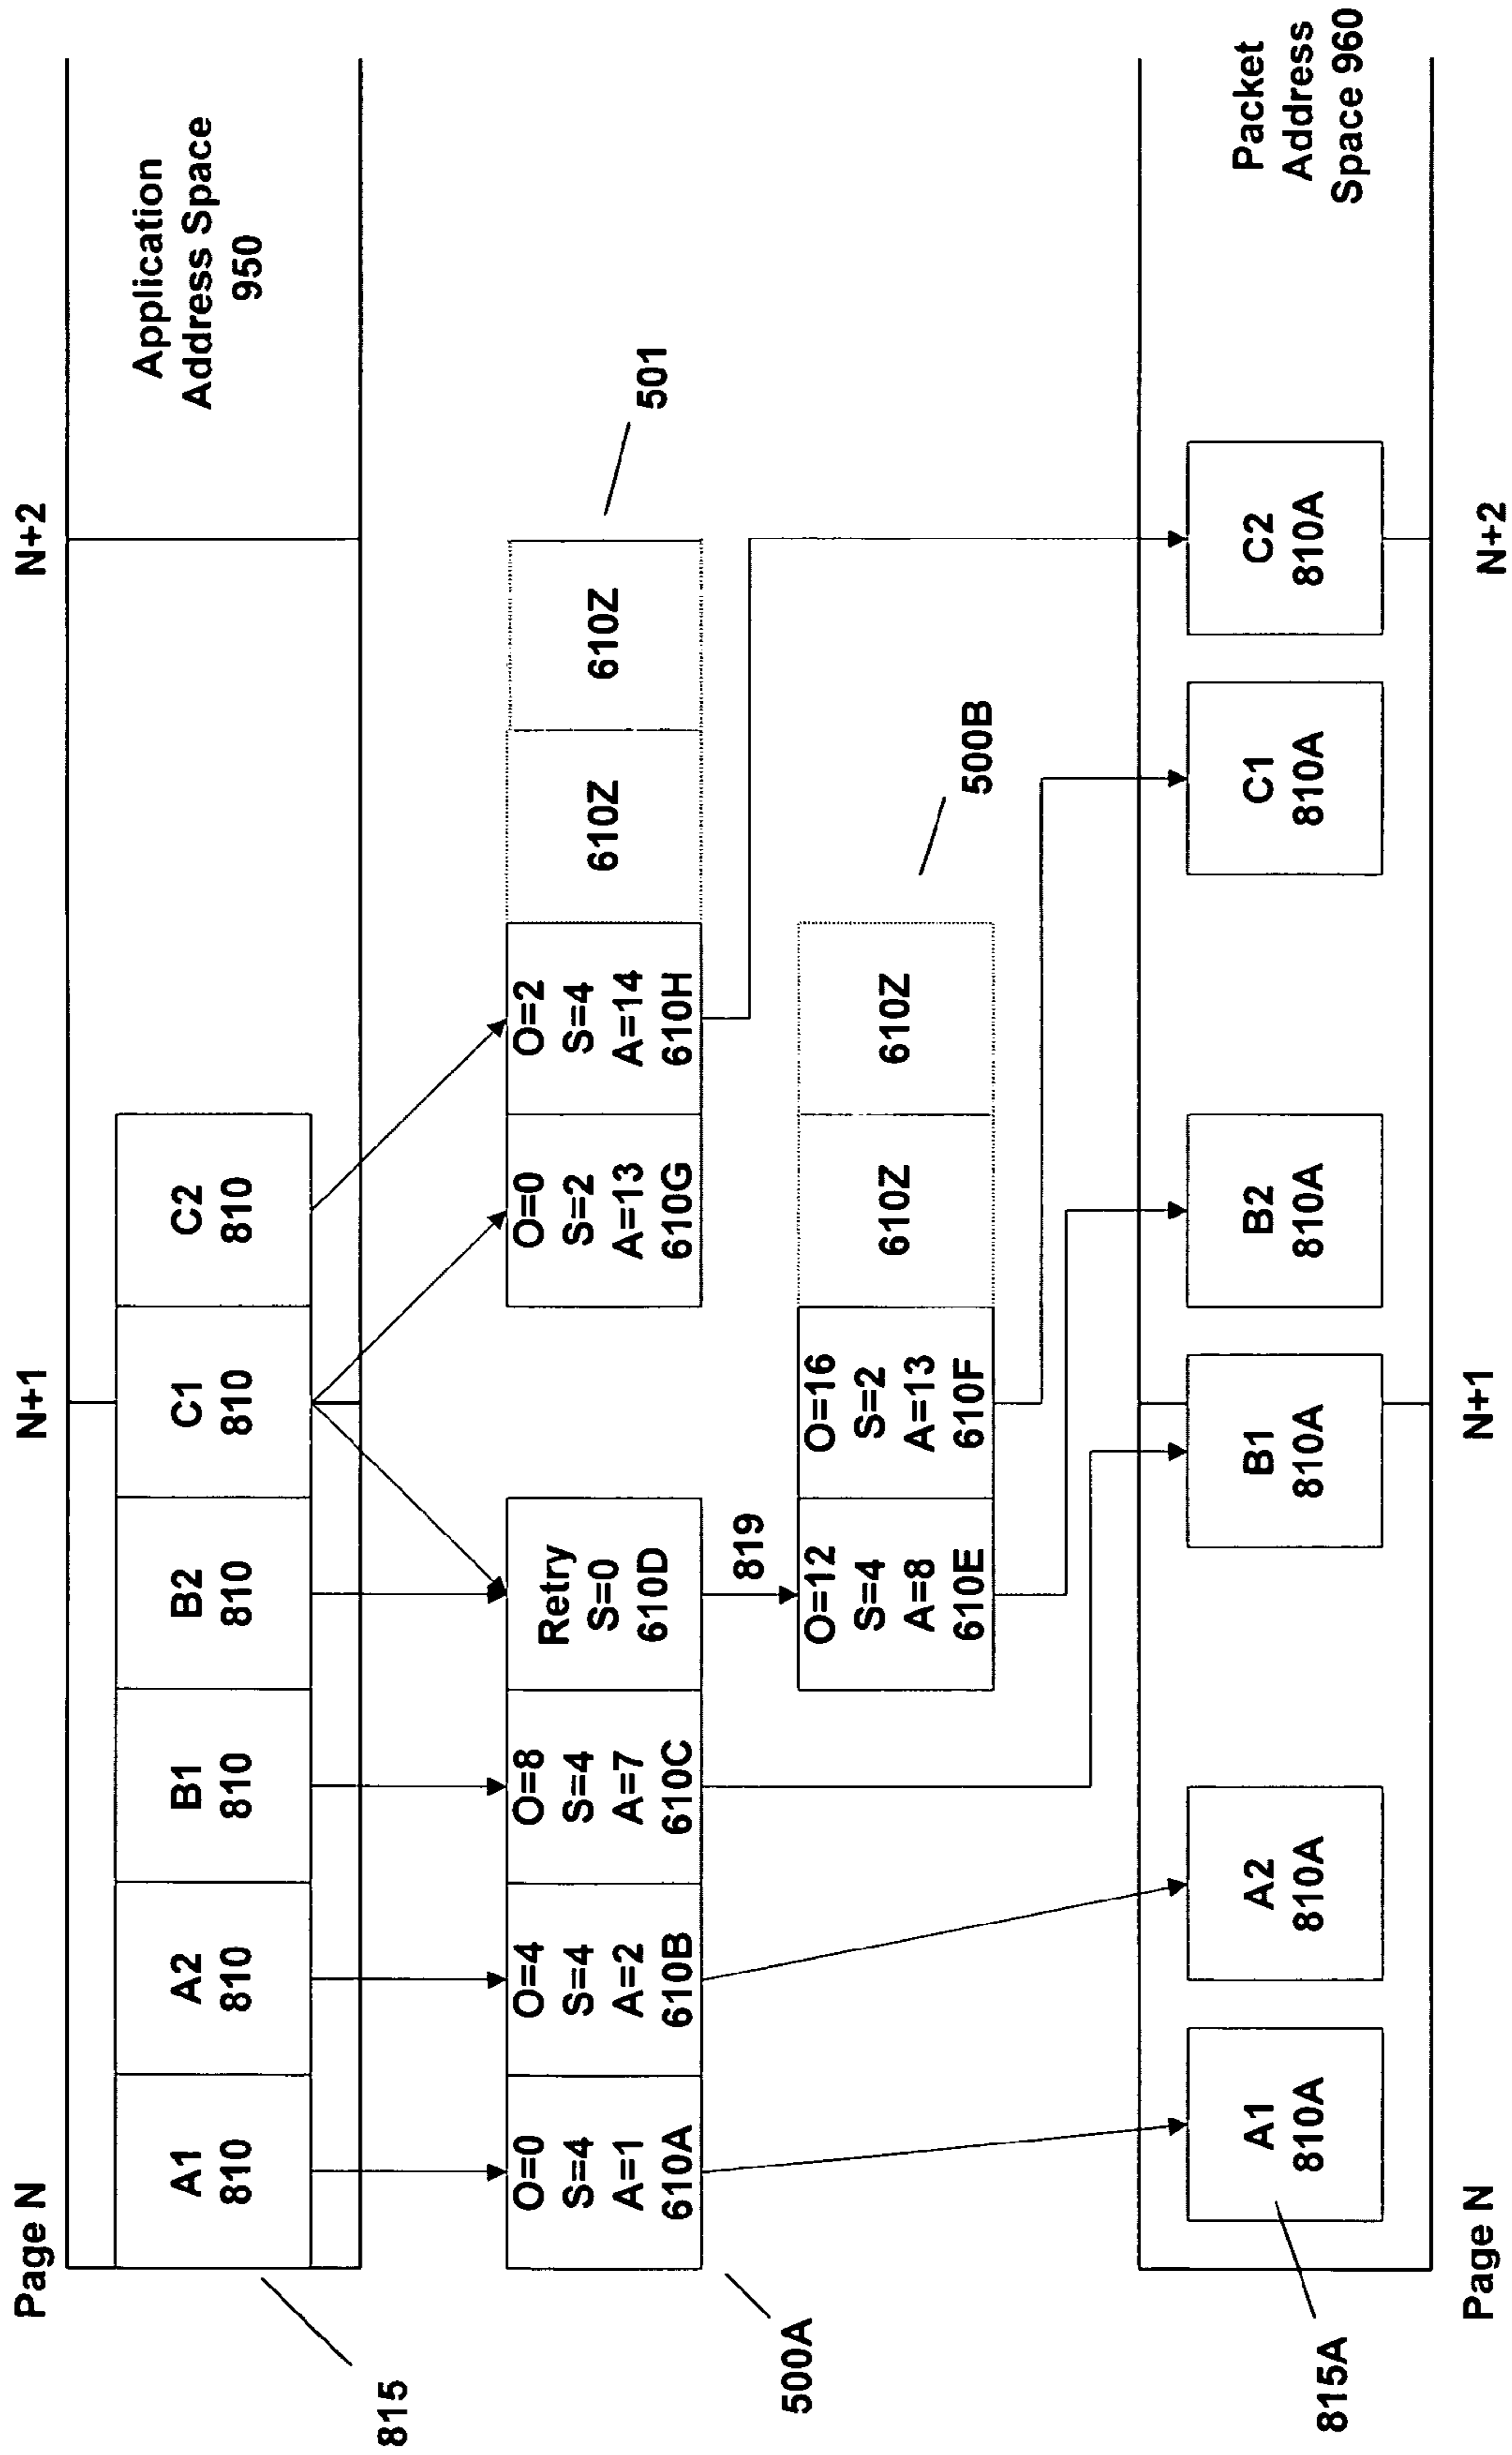 Page N
N+1
N+2
A1
810
A2
810
B1
810
B2
810
C1
810
C2
810
Application
Address Space
950
815
O=0
S=4
A=1
610A
O=4
S=4
A=2
610B
O=8
S=4
A=7
610C
Retry
S=0
610D
O=0
S=2
A=13
610G
O=2
S=4
A=14
610H
610Z
610Z
501
500A
819
O=12
S=4
A=8
610E
O=16
S=2
A=13
610F
610Z
610Z
500B
A1
810A
A2
810A
B1
810A
B2
810A
C1
810A
C2
810A
Packet
Address
Space 960
815A
Page N
N+1
N+2